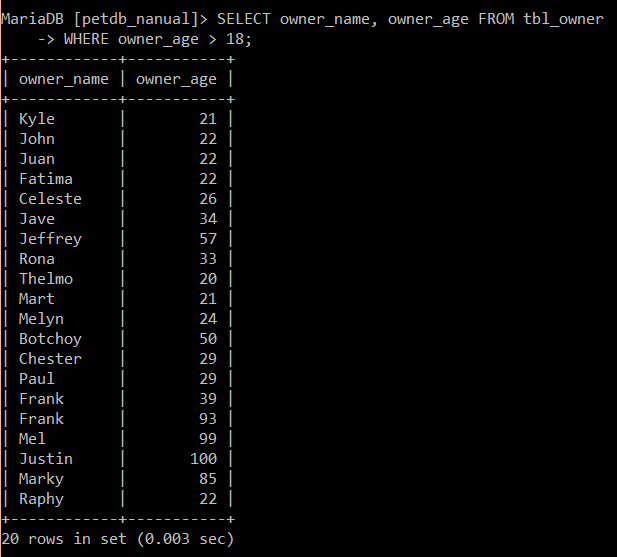 MariaDB [petdb_nanual]> SELECT owner_name, owner_age FROM tbl_owner
    -> WHERE owner_age > 18;
+------------+-----------+
| owner_name | owner_age |
+------------+-----------+
| Kyle       |        21 |
| John       |        22 |
| Juan       |        22 |
| Fatima     |        22 |
| Celeste    |        26 |
| Jave       |        34 |
| Jeffrey    |        57 |
| Rona       |        33 |
| Thelmo     |        20 |
| Mart       |        21 |
| Melyn      |        24 |
| Botchoy    |        50 |
| Chester    |        29 |
| Paul       |        29 |
| Frank      |        39 |
| Frank      |        93 |
| Mel        |        99 |
| Justin     |       100 |
| Marky      |        85 |
| Raphy      |        22 |
+------------+-----------+
20 rows in set (0.003 sec)